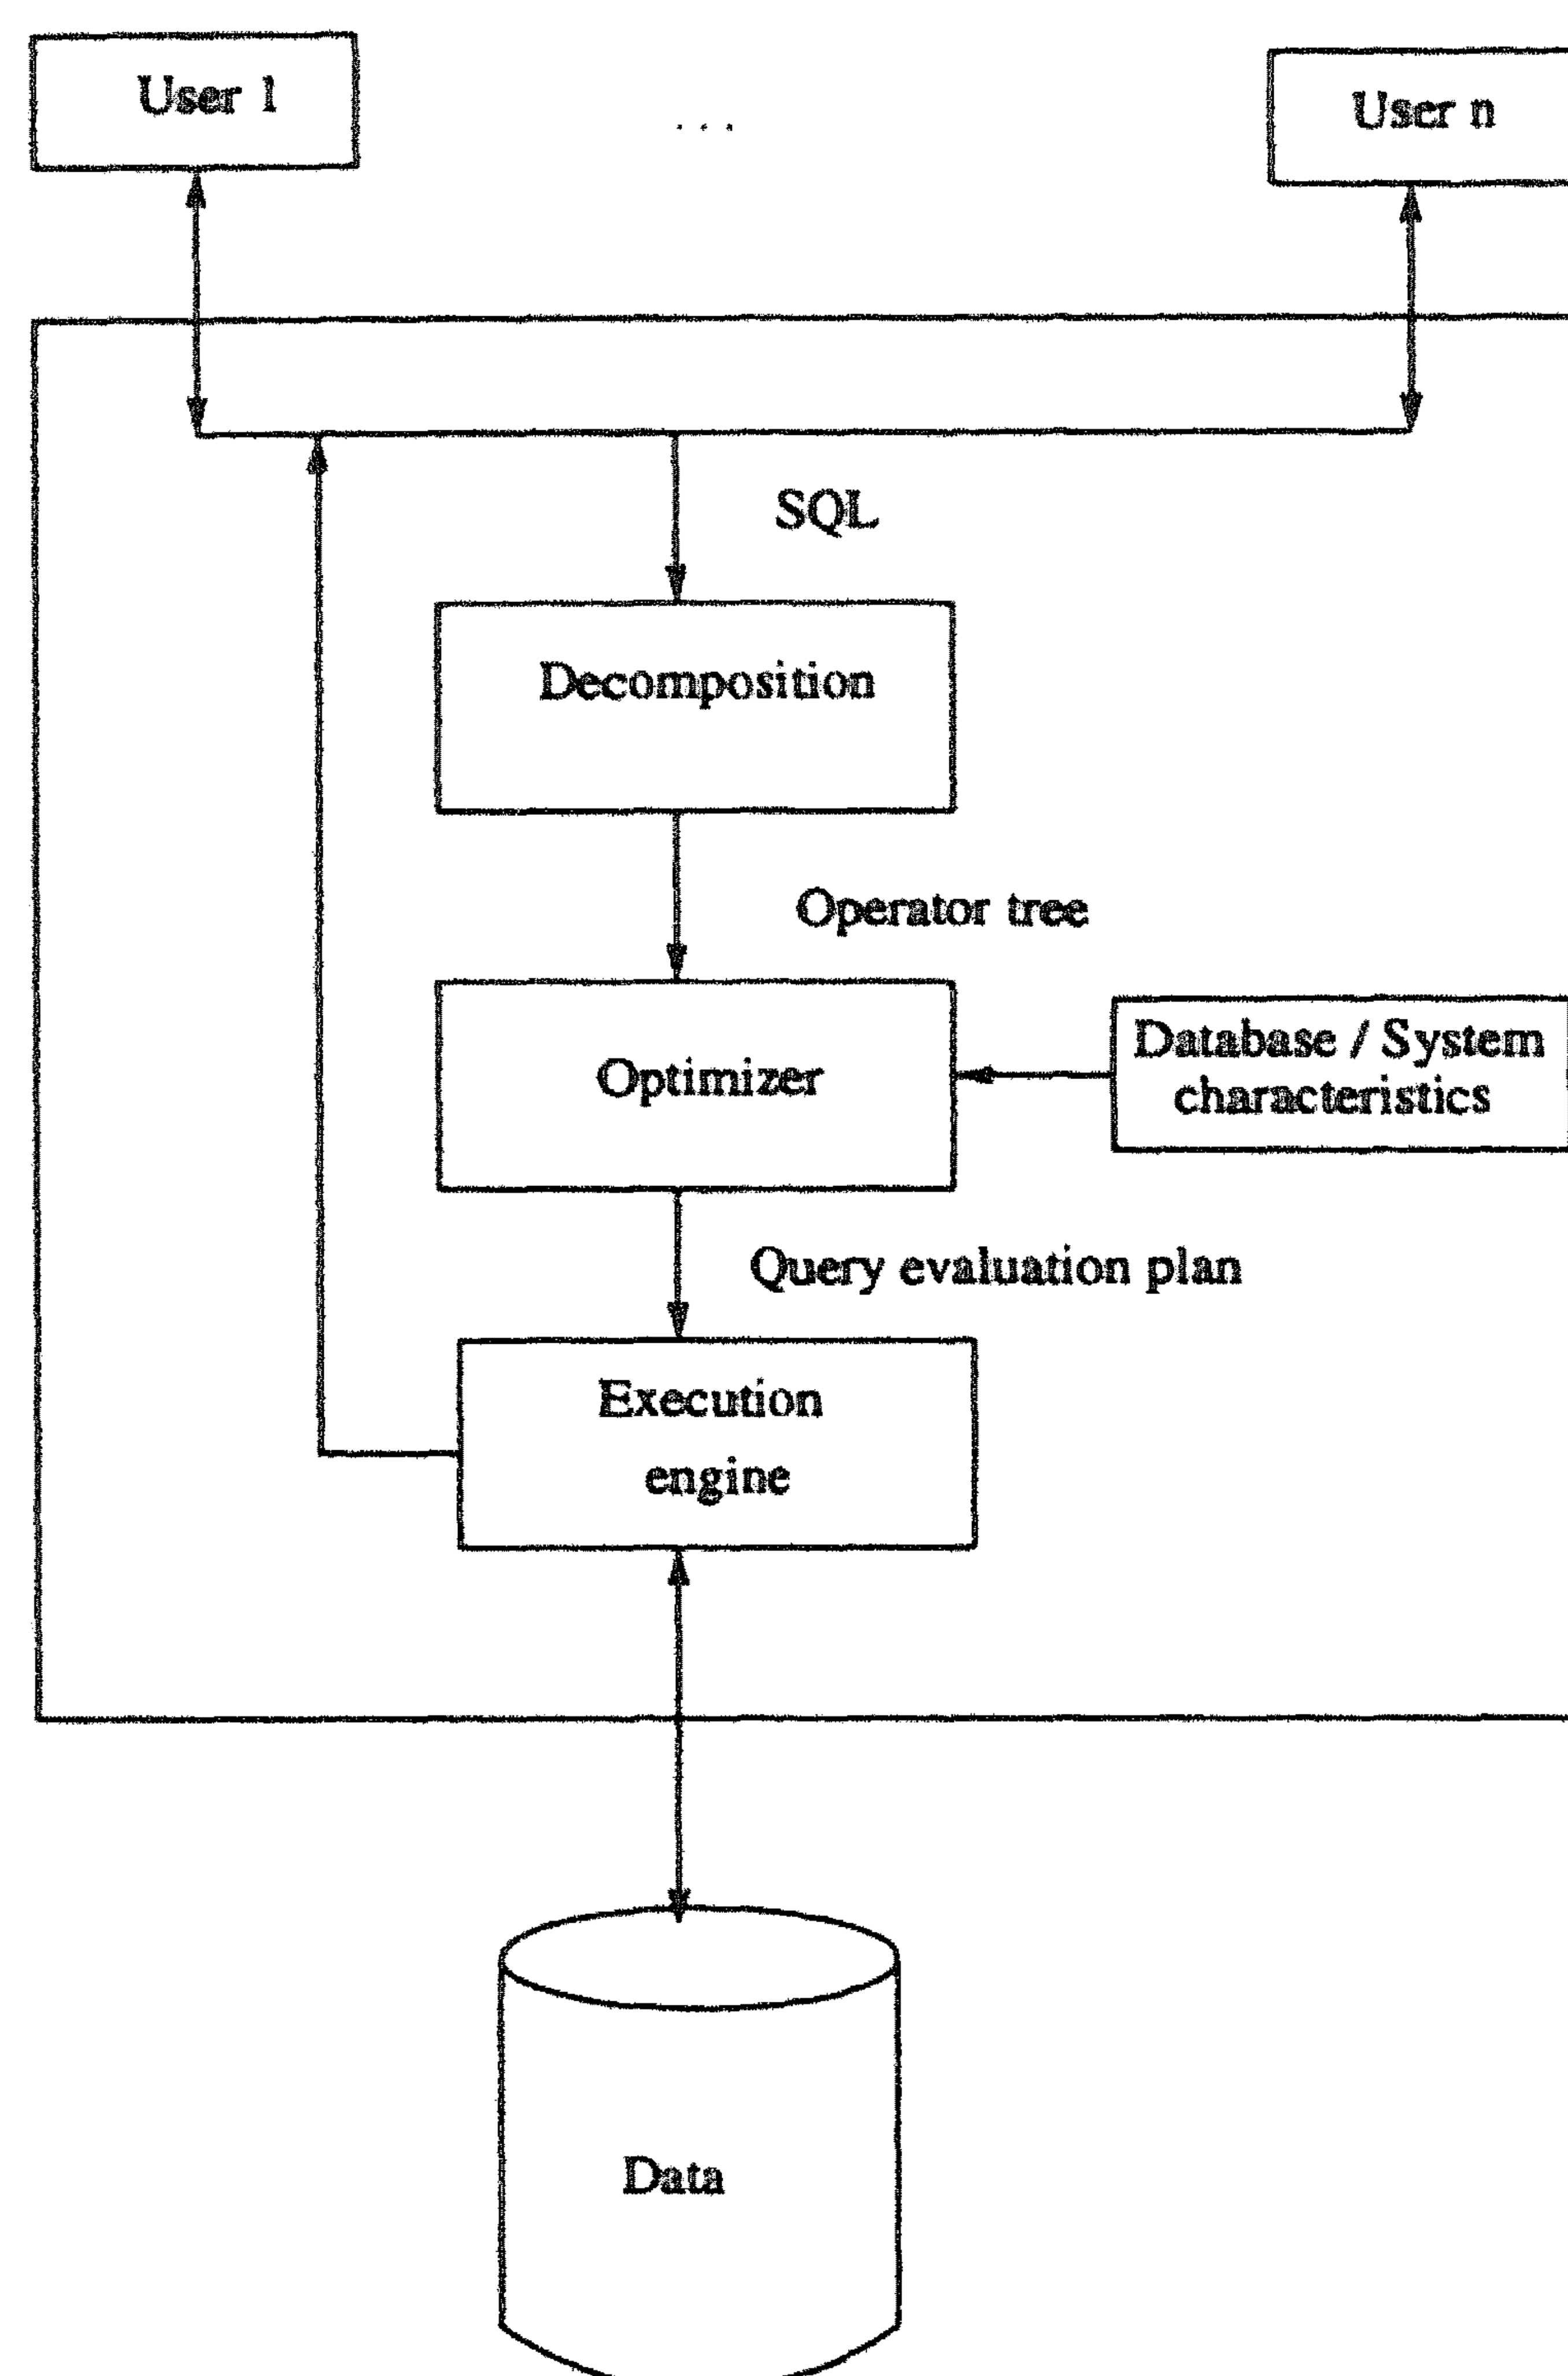 User 1
. . .
User n
SQL
Decomposition
Operator tree
Optimizer
Database / System
characteristics
Query evaluation plan
Execution
engine
Data